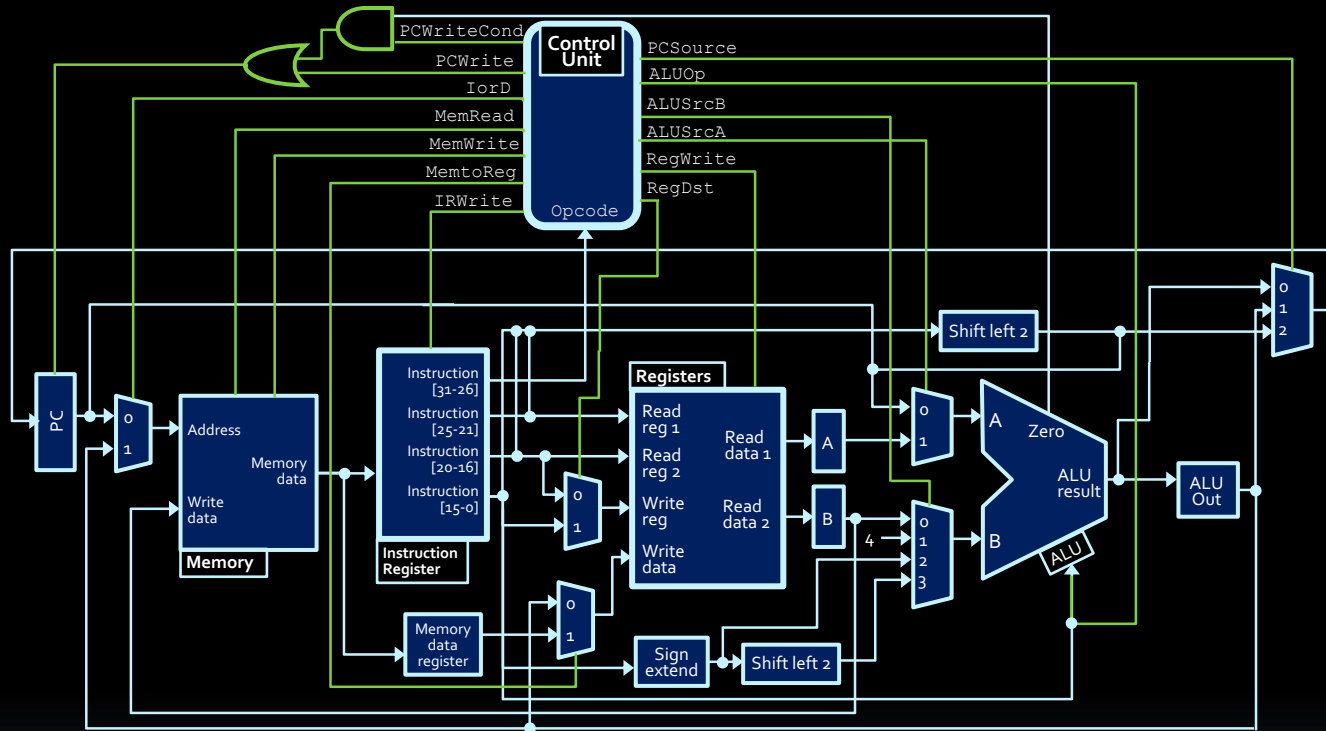 PCWriteCond
PCWrite
IorD
MemRead
MemWrite
MemtoReg
IRWrite
Control
Unit
Opcode
PCSource
ALUOp
ALUSrcB
ALUSrcA
RegWrite
RegDst
0
1
2
Shift left 2
PC
0
1
Address
Memory
data
Write
data
Memory
Instruction
[31-26]
Instruction
[25-21]
Instruction
[20-16]
Instruction
[15-0]
Instruction
Register
0
1
Registers
Read
reg 1
Read
reg 2
Write
reg
Write
data
Read
data 1
Read
data 2
A
B
0
1
4
0
1
2
3
A
B
Zero
ALU
result
ALU
ALU
Out
Memory
data
register
0
1
Sign
extend
Shift left 2